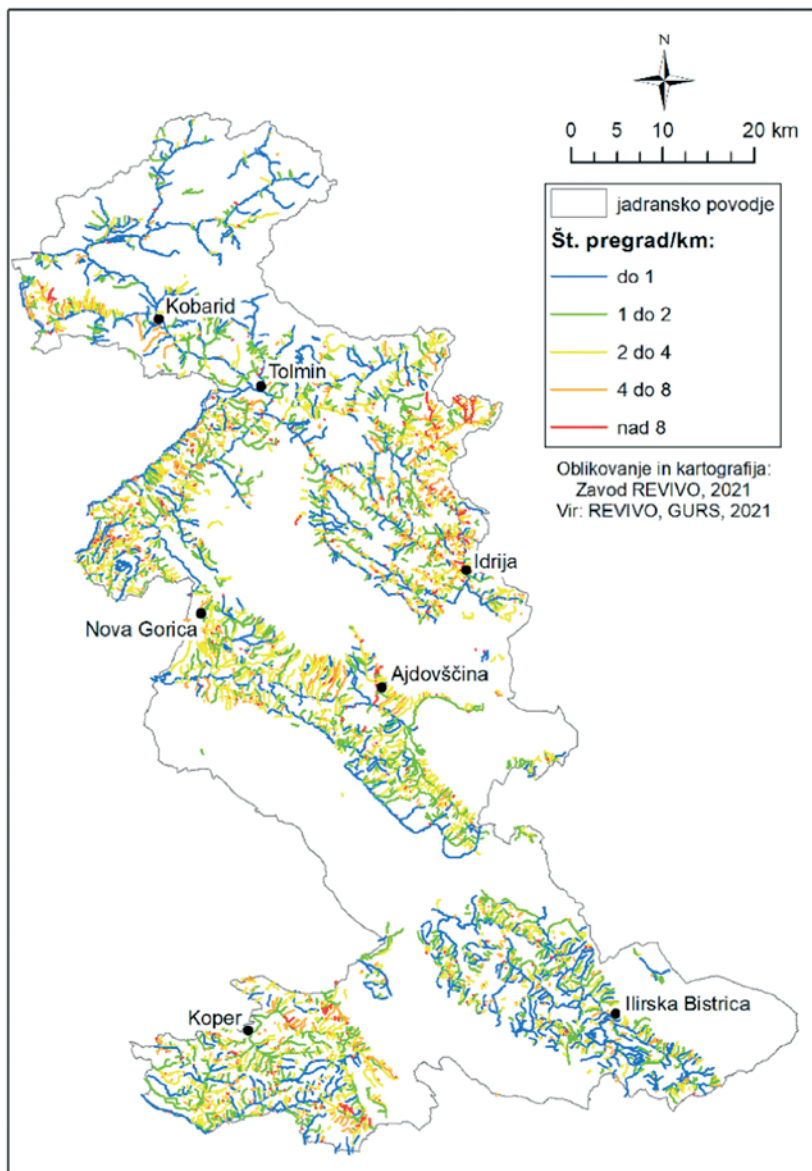 N
0 5 10 20 km
jadransko povodje
Št. pregrad/km:
do 1
1 do 2
2 do 4
4 do 8
nad 8
Oblikovanje in kartografija:
Zavod REVIVO, 2021
Vir: REVIVO, GURS, 2021
Kobarid
Tolmin
Idrija
Nova Gorica
Ajdovščina
Ilirska Bistrica
Koper